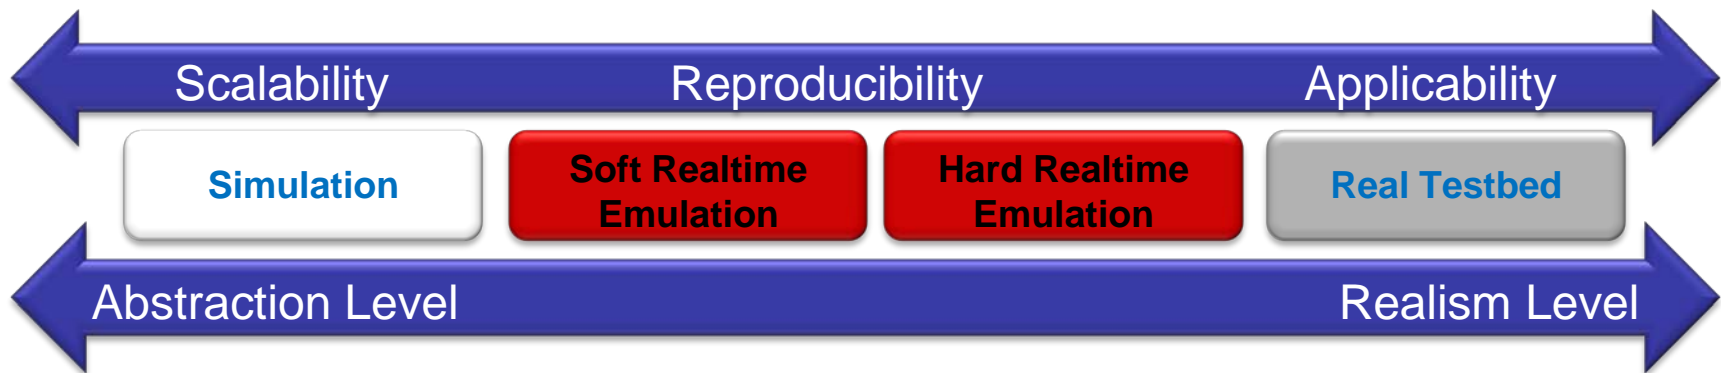 Scalability Reproducibility Applicability
Simulation
Soft Realtime
Emulation
Hard Realtime
Emulation
Real Testbed
Abstraction Level Realism Level